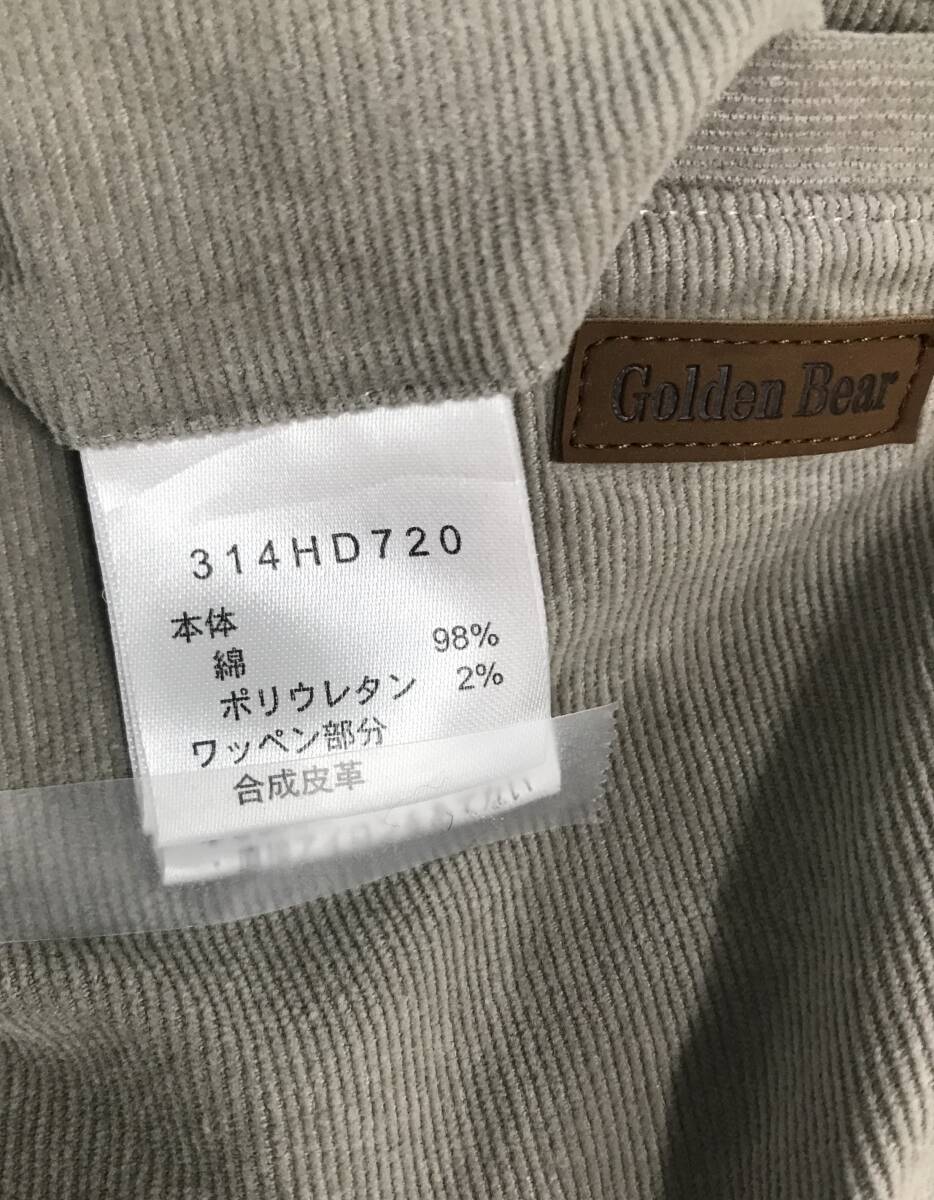 Golden Bear
314HD720
本体
綿 98%
ポリウレタン 2%
ワッペン部分
合成皮革